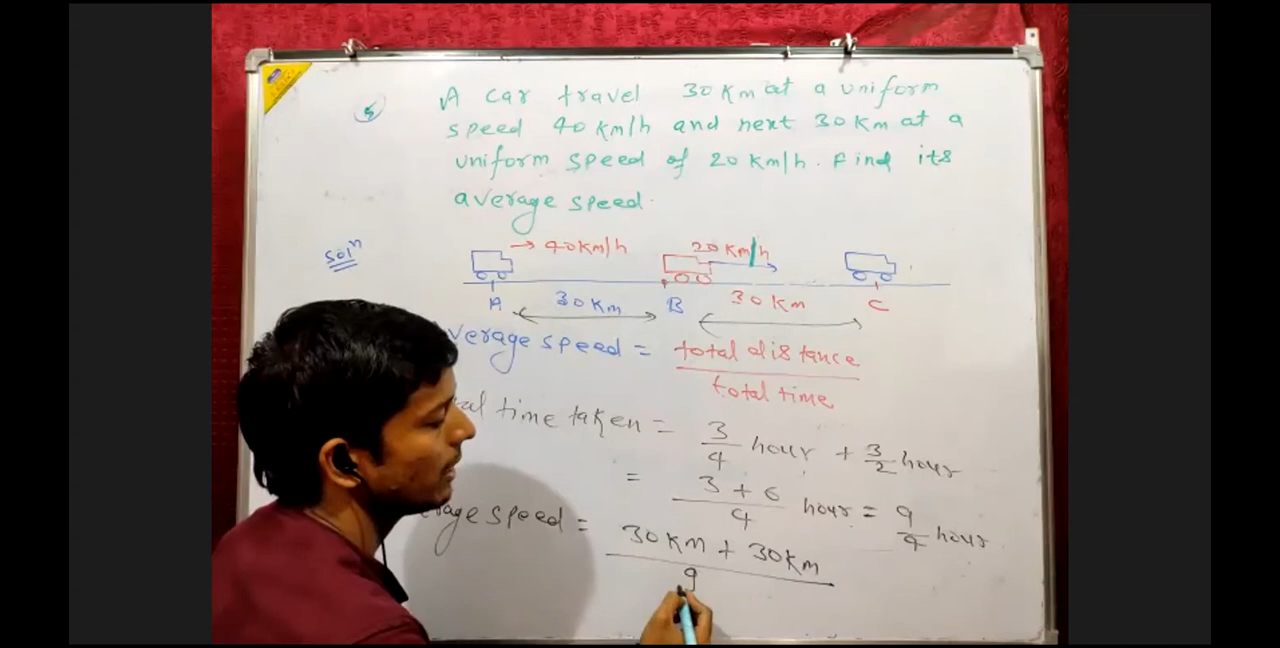 5
A car travel 30 Km at a uniform
speed 40 km/h and next 30 Km at a
uniform speed of 20 km/h. Find its
average speed.
Solⁿ
→ 40 km/h 20 Km/h
A 30 Km B 30 Km C
verage speed = total distance / total time
time taken = 3/4 hour + 3/2 hour
= 3 + 6 / 4 hour = 9/4 hour
speed = 30 Km + 30 Km / 9